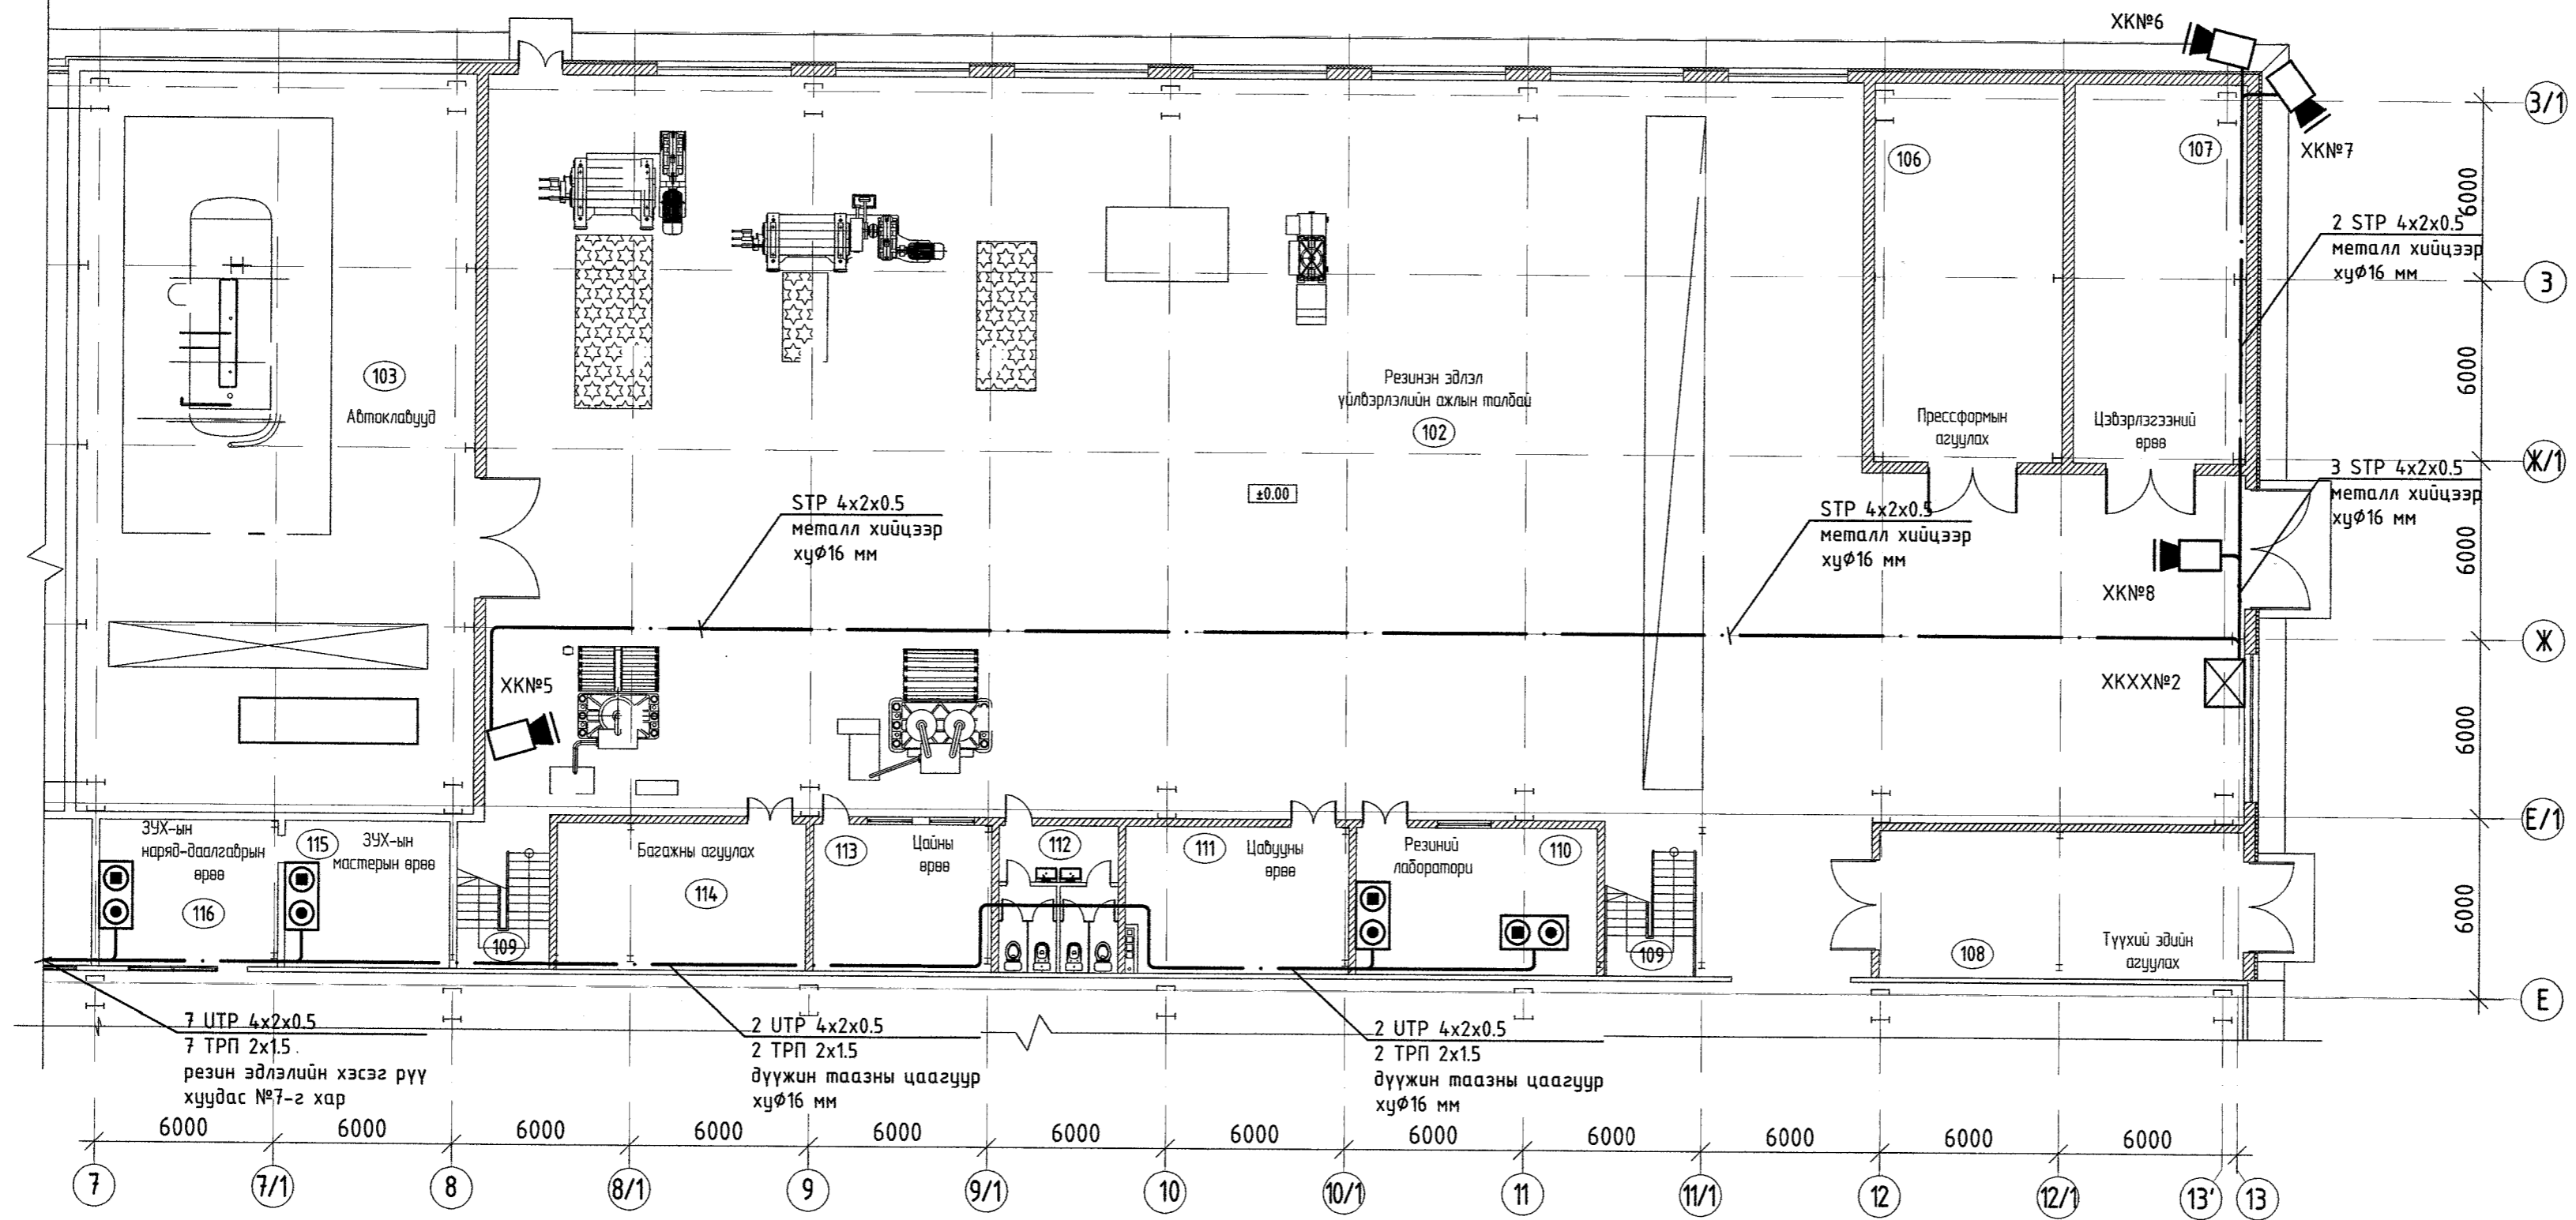 ХК№6
ХК№7
3/1
106
107
6000
2 STP 4x2x0.5
металл хийцээр
хуФ16 мм
3
103
Автоклавууд
Резинэн эдлэл
үйлвэрлэлийн ажлын талбай
102
6000
Прессформын
агуулах
Цэвэрлэгээний
өрөө
Ж/1
±0.00
3 STP 4x2x0.5
металл хийцээр
хуФ16 мм
STP 4x2x0.5
металл хийцээр
хуФ16 мм
STP 4x2x0.5
металл хийцээр
хуФ16 мм
6000
ХК№8
Ж
ХК№5
ХКХХ№2
6000
Е/1
ЗУХ-ын
наряд-даалгаврын
өрөө
116
115
ЗУХ-ын
мастерын өрөө
109
Багажны агуулах
114
113
Цайны
өрөө
112
111
Цавууны
өрөө
Резиний
лаборатори
110
109
108
Түүхий эдийн
агуулах
6000
Е
7 UTP 4x2x0.5
7 ТРП 2x1.5
резин эдлэлийн хэсэг рүү
хуудас №7-г хар
2 UTP 4x2x0.5
2 ТРП 2x1.5
дүүжин таазны цаагуур
хуФ16 мм
2 UTP 4x2x0.5
2 ТРП 2x1.5
дүүжин таазны цаагуур
хуФ16 мм
6000 6000 6000 6000 6000 6000 6000 6000 6000 6000 6000 6000
7 7/1 8 8/1 9 9/1 10 10/1 11 11/1 12 12/1 13' 13